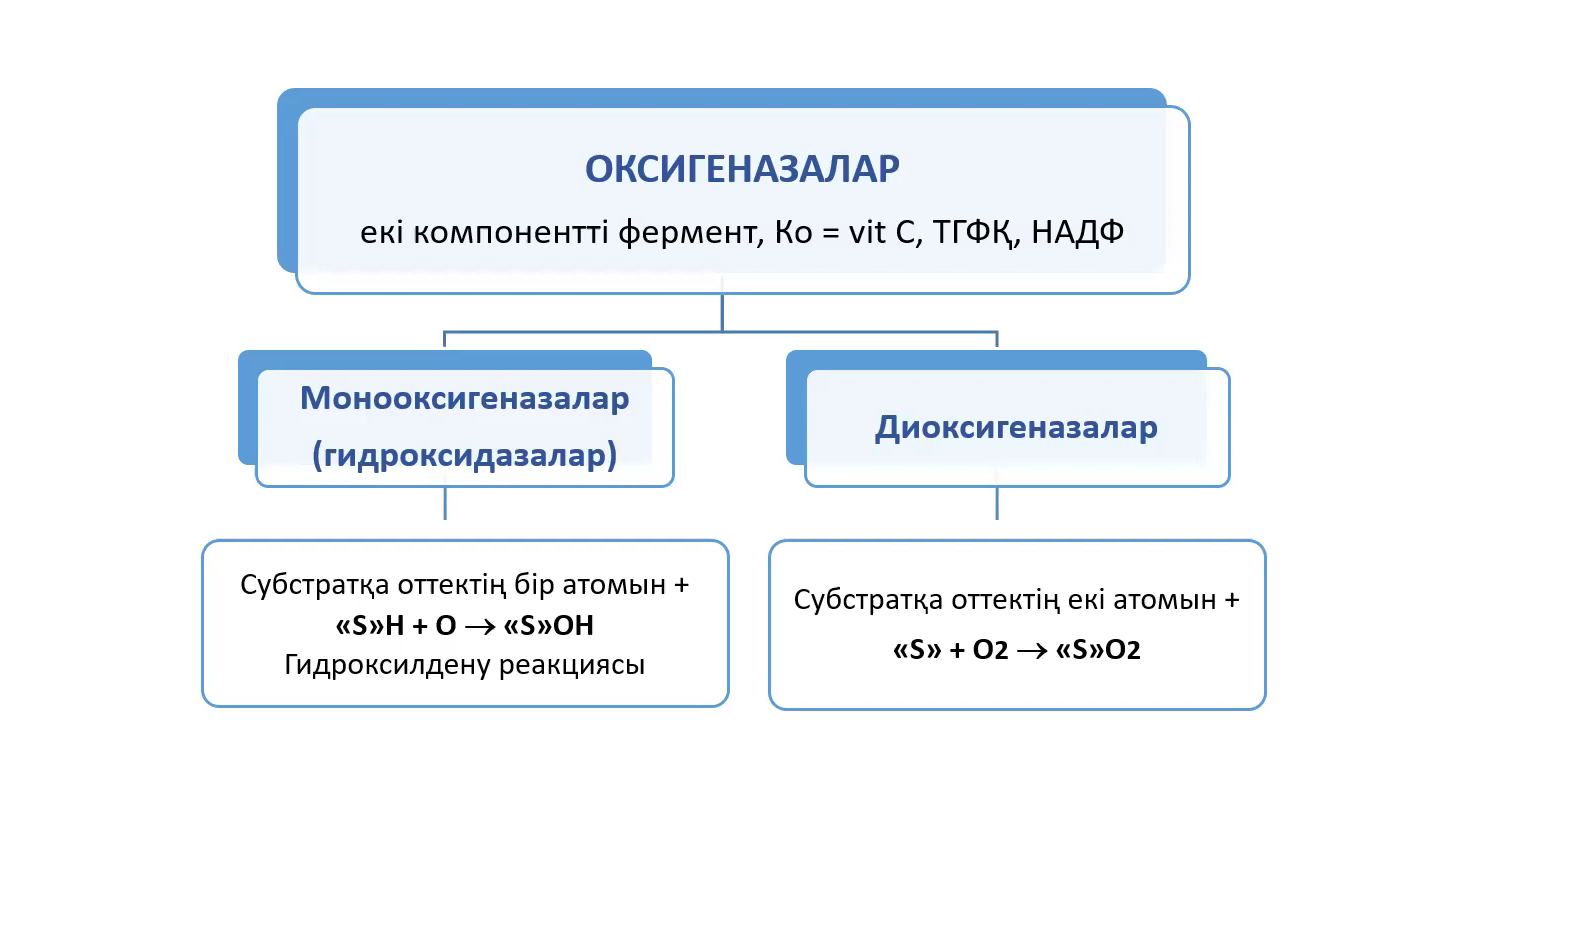 ОКСИГЕНАЗАЛАР
екі компонентті фермент, Ко = vit C, ТГФҚ, НАДФ
Монооксигеназалар
(гидроксидазалар)
Диоксигеназалар
Субстратқа оттектің бір атомын +
«S»H + O → «S»OH
Гидроксилдену реакциясы
Субстратқа оттектің екі атомын +
«S» + O2 → «S»O2